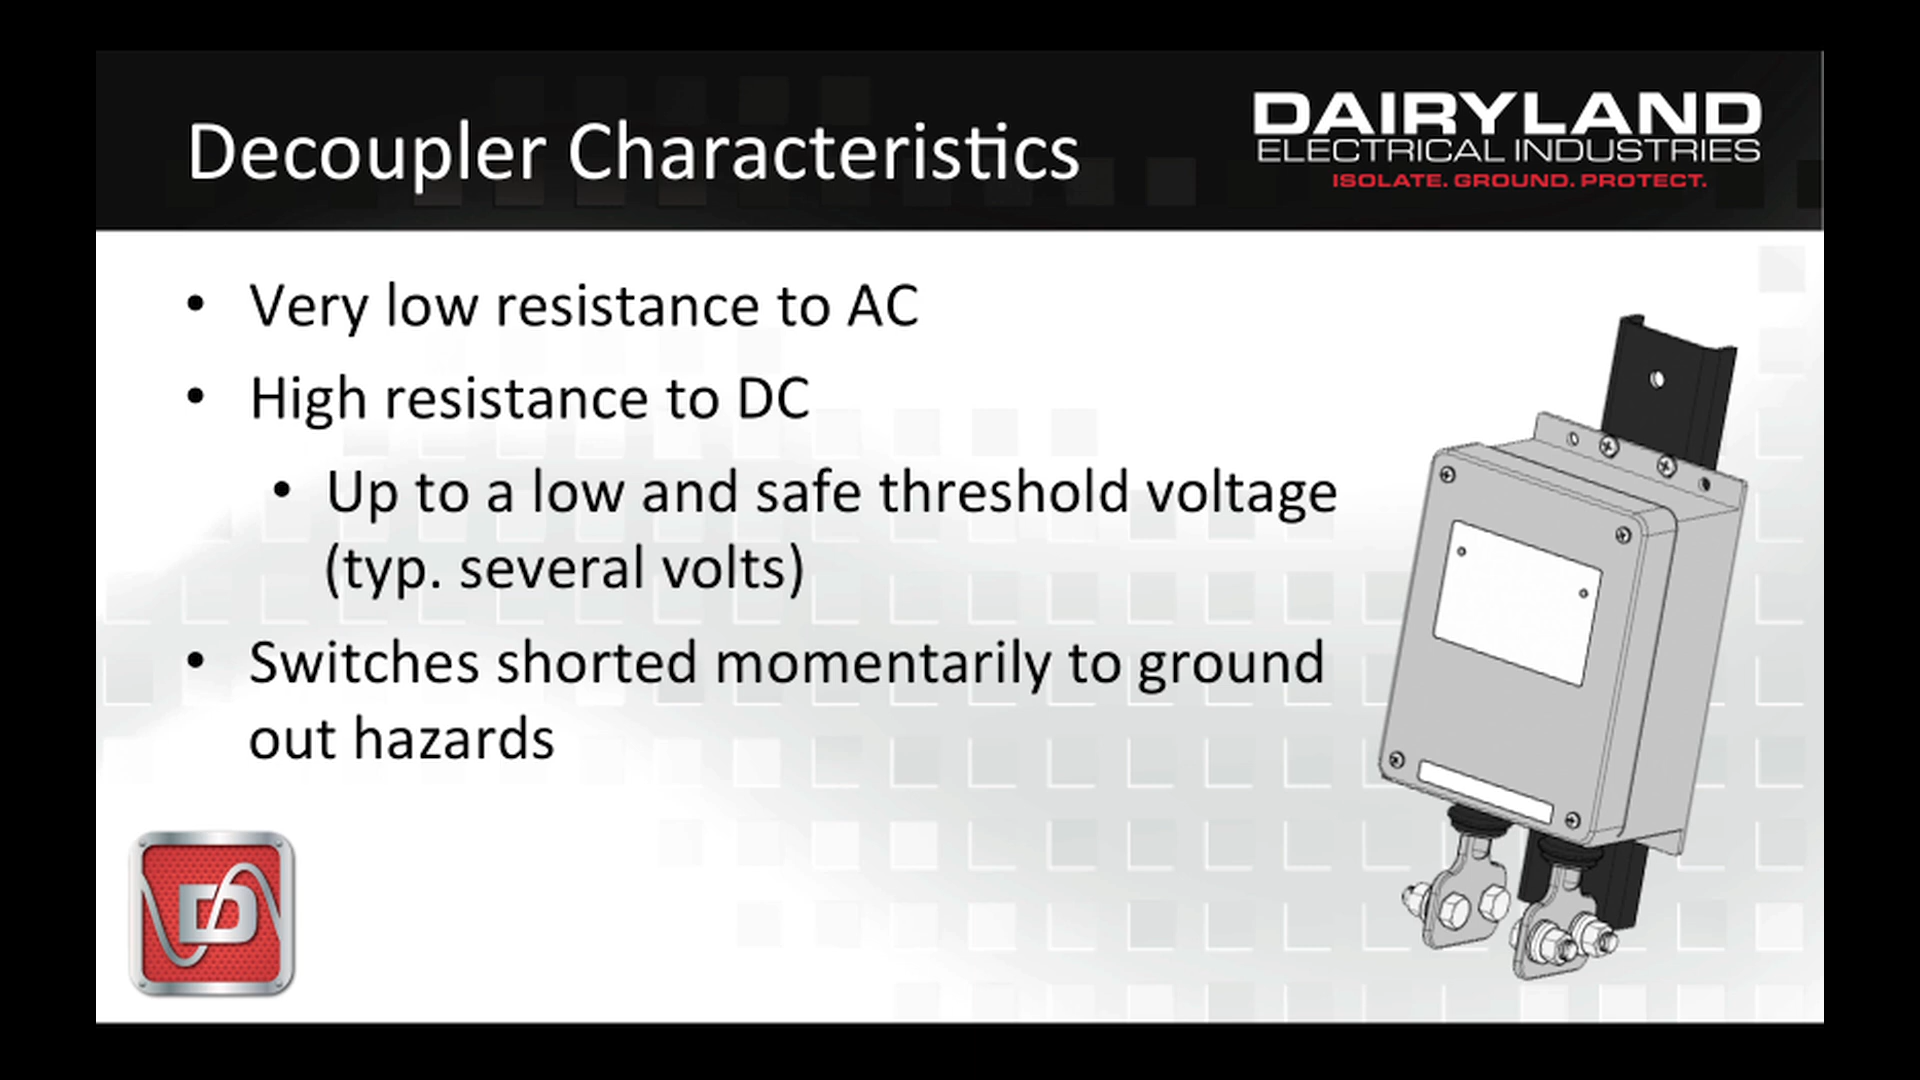 Decoupler Characteristics
DAIRYLAND
ELECTRICAL INDUSTRIES
ISOLATE. GROUND. PROTECT.
• Very low resistance to AC
• High resistance to DC
• Up to a low and safe threshold voltage
(typ. several volts)
• Switches shorted momentarily to ground
out hazards
D